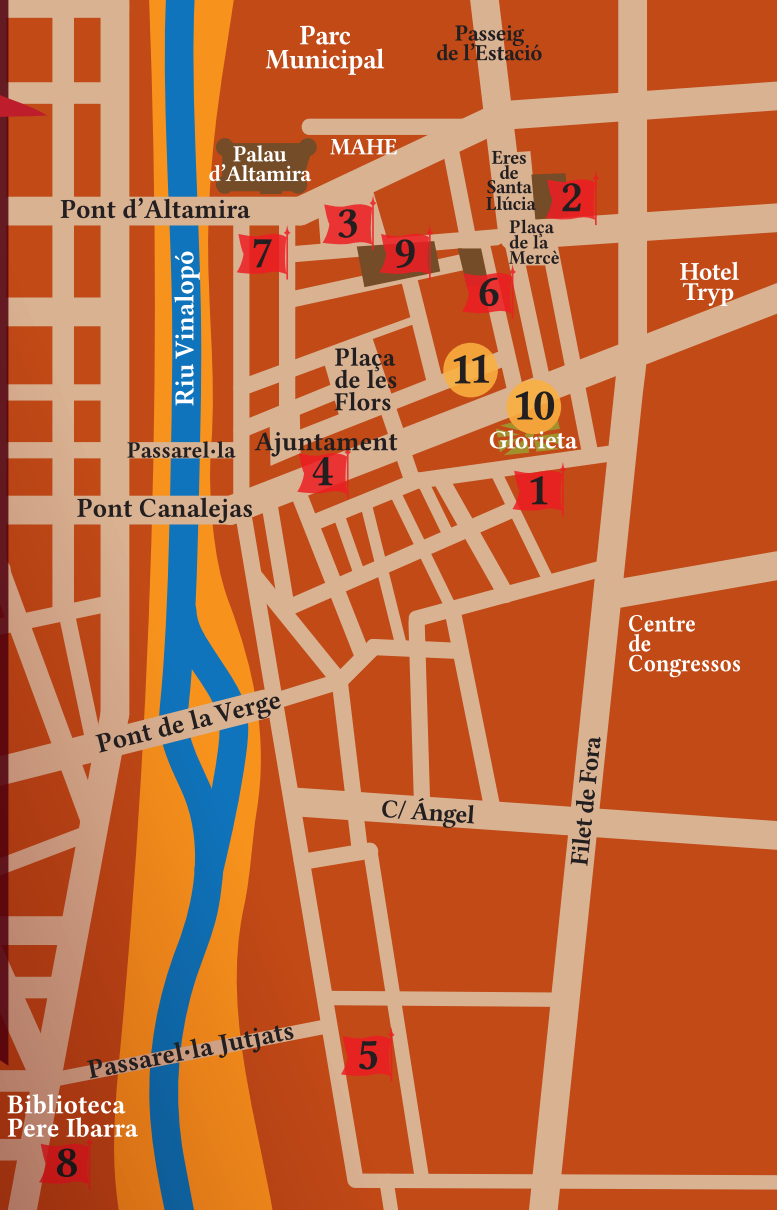 Parc
Municipal
Passeig
de l’Estació
MAHE
Palau
d’Altamira
Eres
de
Santa
Llúcia
2
Pont d’Altamira
3
7
9
Plaça
de la
Mercè
6
Hotel
Tryp
Riu Vinalopó
Plaça
de les
Flors
11
10
Glorieta
Passarel·la
Ajuntament
4
1
Pont Canalejas
Centre
de
Congressos
Pont de la Verge
C/ Ángel
Filet de Fora
Passarel·la Jutjats
5
Biblioteca
Pere Ibarra
8